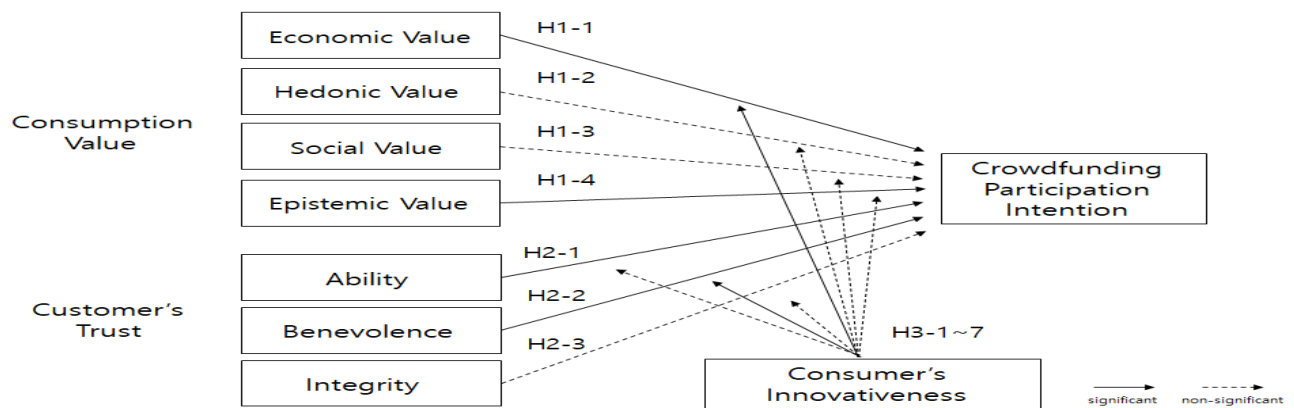 Economic Value
H1-1
Hedonic Value
H1-2
Consumption
Value
Social Value
H1-3
Epistemic Value
H1-4
Crowdfunding
Participation
Intention
Customer's
Trust
Ability
H2-1
Benevolence
H2-2
Integrity
H2-3
H3-1~7
Consumer's
Innovativeness
significant
non-significant